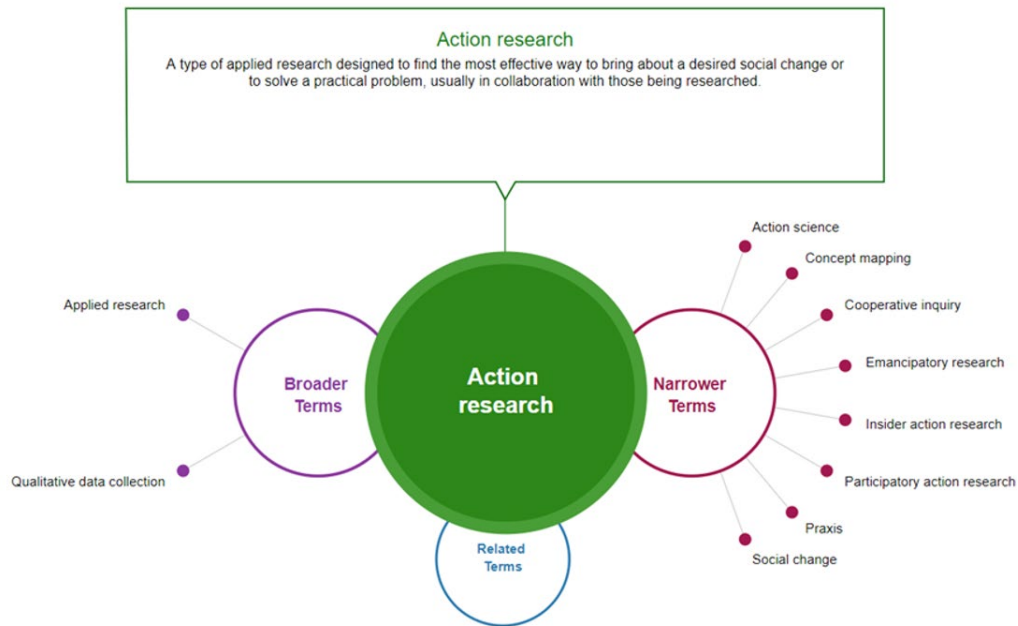 Action research
A type of applied research designed to find the most effective way to bring about a desired social change or
to solve a practical problem, usually in collaboration with those being researched.
Applied research
Qualitative data collection
Broader
Terms
Action
research
Narrower
Terms
Action science
Concept mapping
Cooperative inquiry
Emancipatory research
Insider action research
Participatory action research
Praxis
Social change
Related
Terms